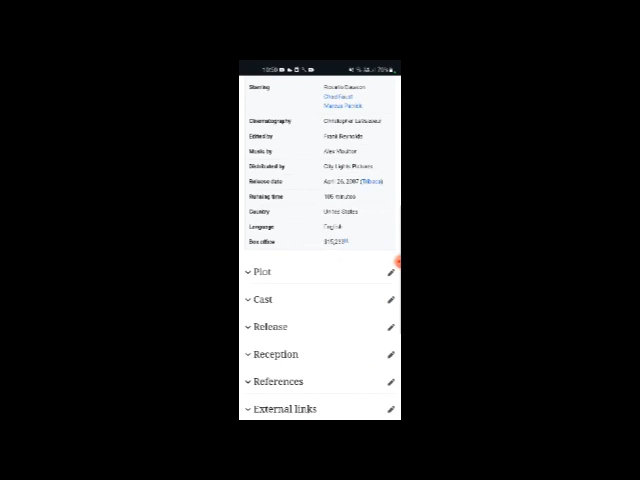 Starring Rosario Dawson
Chad Faust
Marcus Patrick
Cinematography Christopher LaVasseur
Edited by Frank Reynolds
Music by Alex Moulton
Distributed by City Lights Pictures
Release date April 26, 2007 (Tribeca)
Running time 105 minutes
Country United States
Language English
Box office
Plot
Cast
Release
Reception
References
External links